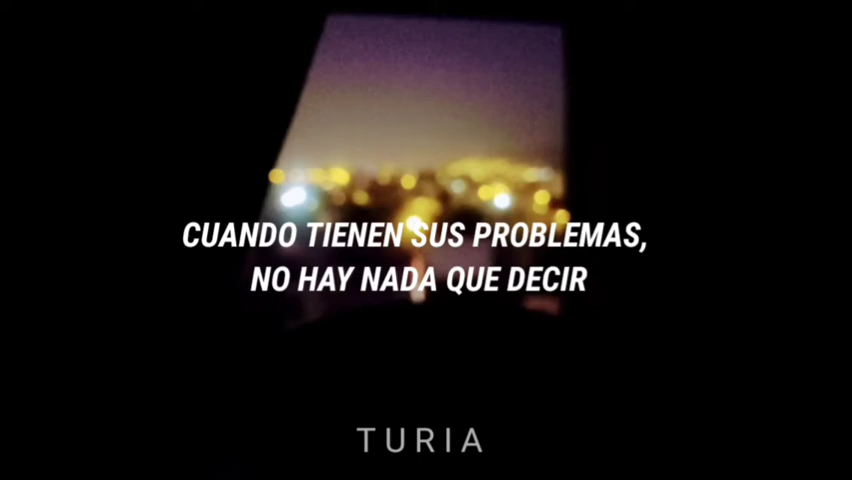 CUANDO TIENEN SUS PROBLEMAS,
NO HAY NADA QUE DECIR
TURIA